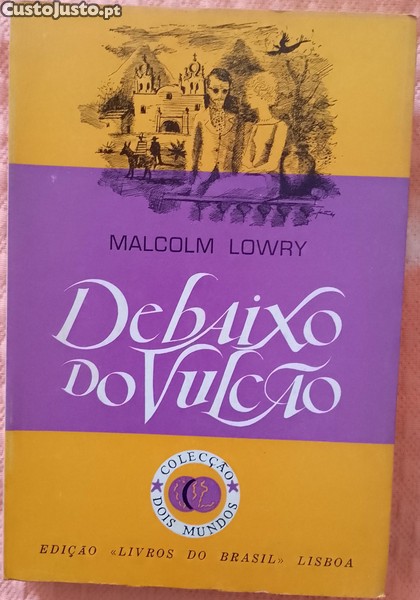 CustoJusto.pt
MALCOLM LOWRY
DEBAIXO
DO VULCÃO
COLECÇÃO
DOIS MUNDOS
EDIÇÃO «LIVROS DO BRASIL» LISBOA